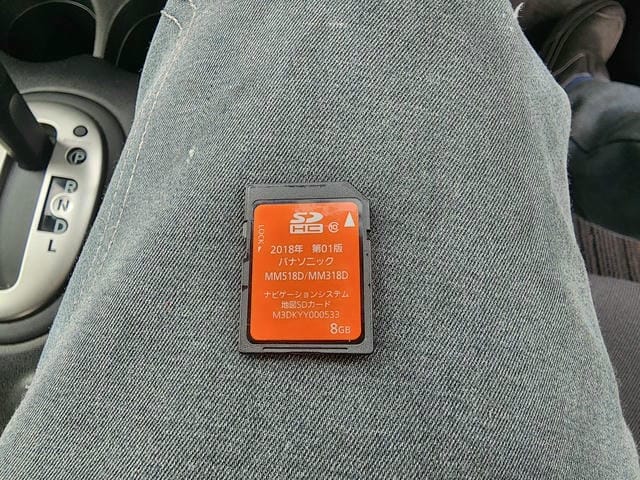 P
R
N
D
L
LOCK
SD
HC
10
2018年 第01版
パナソニック
MM518D/MM318D
ナビゲーションシステム
地図SDカード
M3DKYY000533
8GB